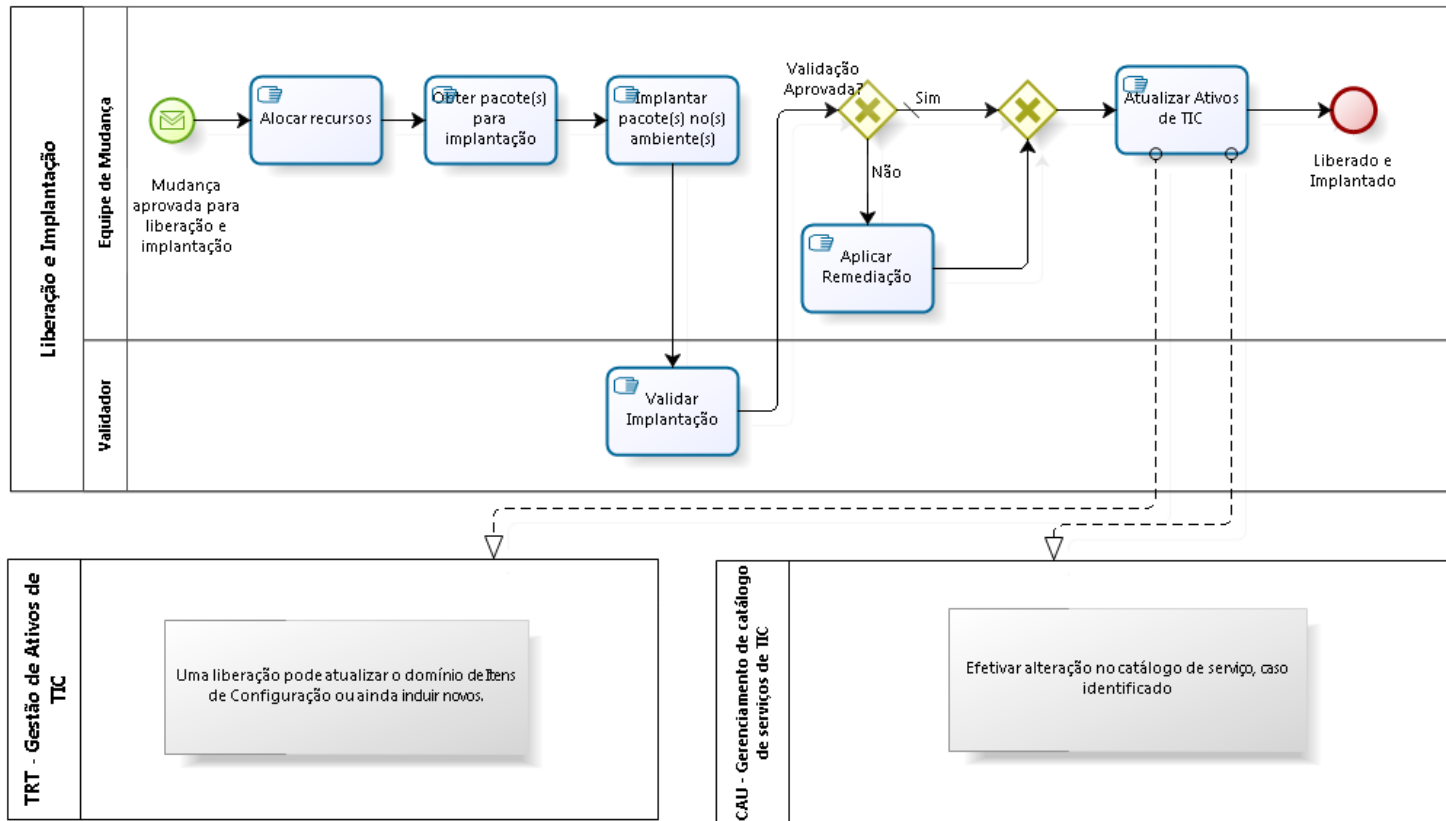 Liberação e Implantação
Equipe de Mudança
Mudança
aprovada para
liberação e
implantação
Alocar recursos
Obter pacote(s)
para
implantação
Implantar
pacote(s) no(s)
ambiente(s)
Validação
Aprovada?
Sim
Não
Aplicar
Remediação
Atualizar Ativos
de TIC
Liberado e
Implantado
Validador
Validar
Implantação
TRT - Gestão de Ativos de
TIC
Uma liberação pode atualizar o domínio de Itens
de Configuração ou ainda incluir novos.
CAU - Gerenciamento de catálogo
de serviços de TIC
Efetivar alteração no catálogo de serviço, caso
identificado